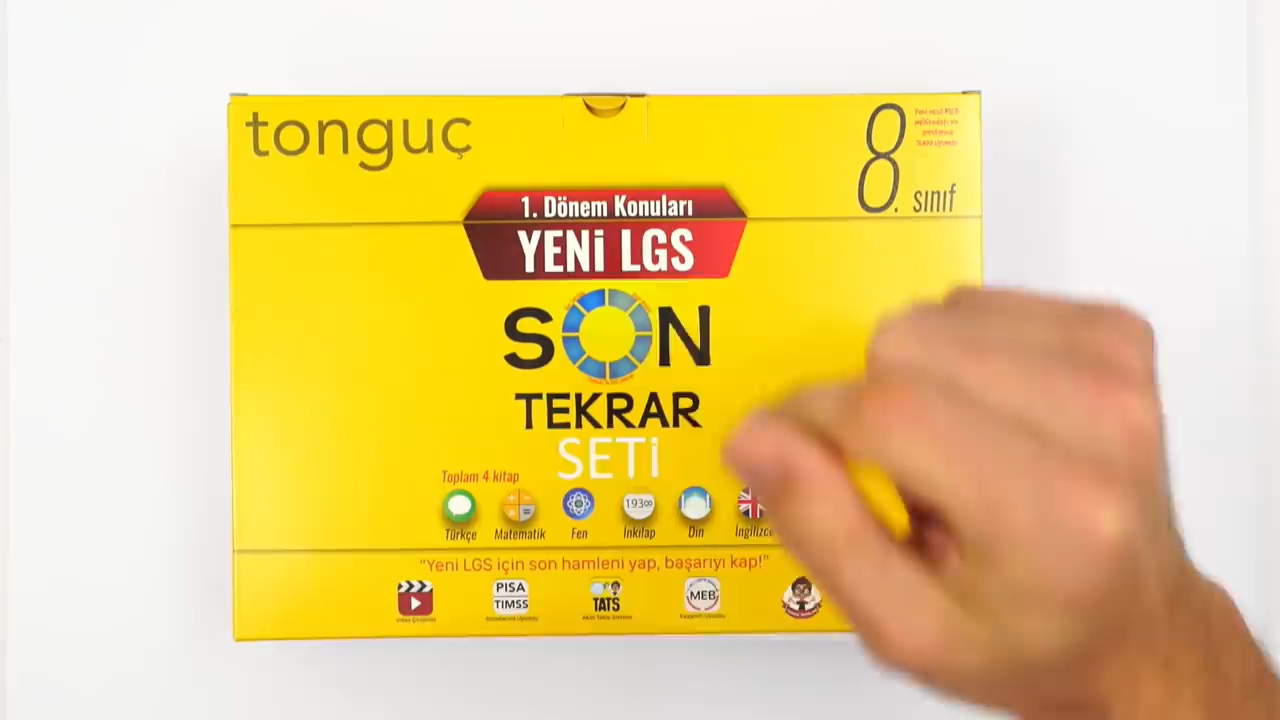 tonguç
8. sınıf
1. Dönem Konuları
YENİ LGS
SON
TEKRAR
SETİ
Toplam 4 kitap
Türkçe Matematik Fen İnkılap Din İngilizce
193∞
"Yeni LGS için son hamleni yap, başarıyı kap!"
PISA
TIMSS
TATS
MEB